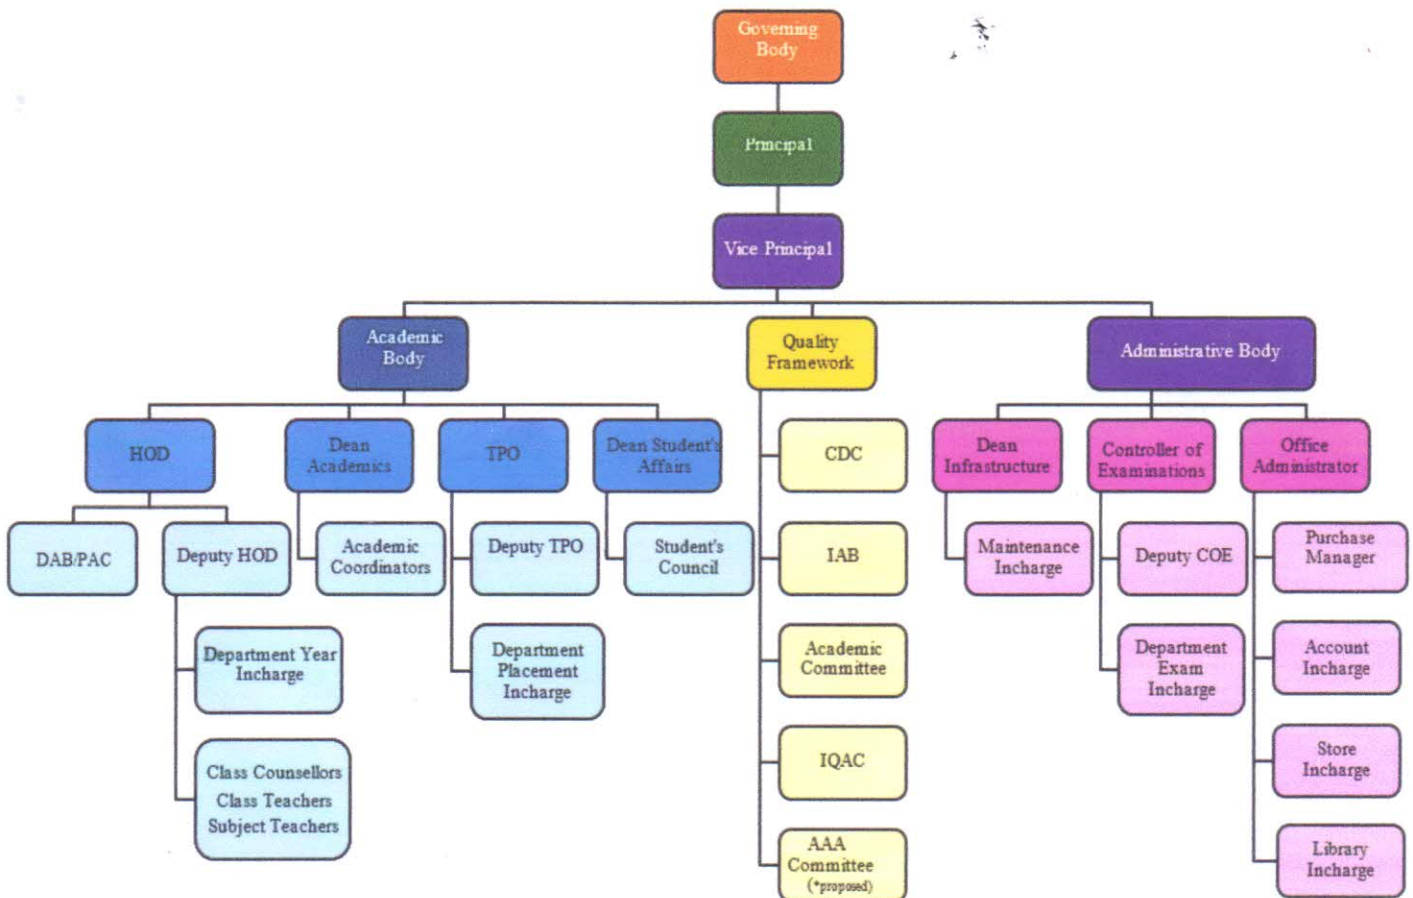 Governing
Body
Principal
Vice Principal
Academic
Body
Quality
Framework
Administrative Body
HOD
Dean
Academics
TPO
Dean Student's
Affairs
CDC
Dean
Infrastructure
Controller of
Examinations
Office
Administrator
DAB/PAC
Deputy HOD
Academic
Coordinators
Deputy TPO
Student's
Council
IAB
Maintenance
Incharge
Deputy COE
Purchase
Manager
Department Year
Incharge
Department
Placement
Incharge
Academic
Committee
Department
Exam
Incharge
Account
Incharge
Class Counsellors
Class Teachers
Subject Teachers
IQAC
Store
Incharge
AAA
Committee
(*proposed)
Library
Incharge